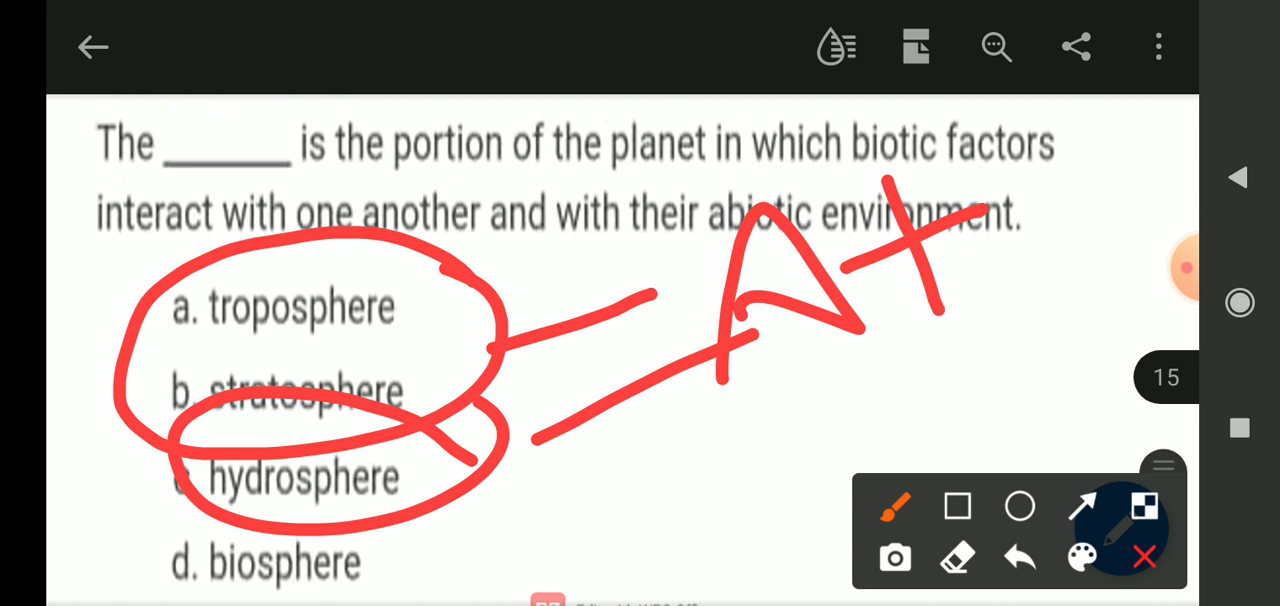 The _______ is the portion of the planet in which biotic factors
interact with one another and with their abiotic environment.
a. troposphere
A+
b. stratosphere
c. hydrosphere
15
d. biosphere